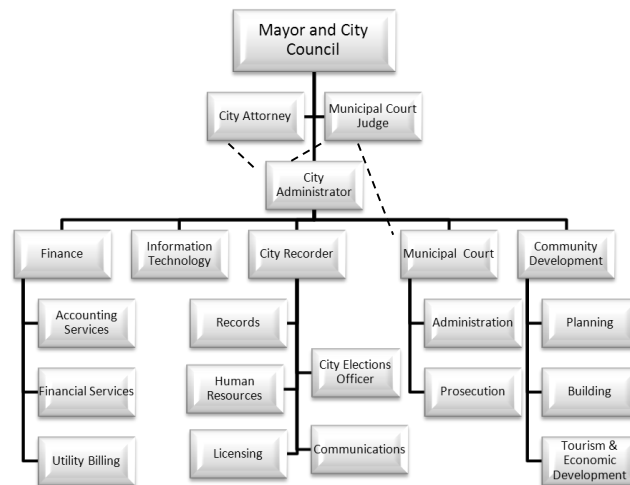 Mayor and City
Council
City Attorney
Municipal Court
Judge
City
Administrator
Finance
Information
Technology
City Recorder
Municipal Court
Community
Development
Accounting
Services
Records
Administration
Planning
City Elections
Officer
Financial Services
Human
Resources
Prosecution
Building
Utility Billing
Licensing
Communications
Tourism &
Economic
Development